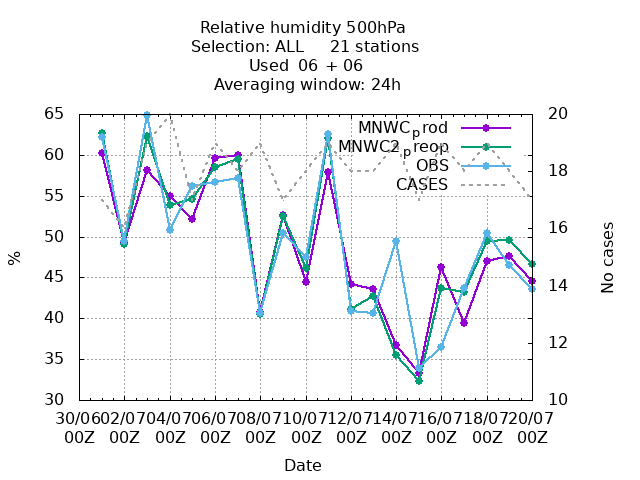 Relative humidity 500hPa
Selection: ALL 21 stations
Used 06 + 06
Averaging window: 24h
65
60
55
50
45
40
35
30
%
20
18
16
14
12
10
No cases
MNWCprod
MNWC2preop
OBS
CASES
30/06 02/07 04/07 06/07 08/07 10/07 12/07 14/07 16/07 18/07 20/07
00Z 00Z 00Z 00Z 00Z 00Z 00Z 00Z 00Z 00Z 00Z
Date